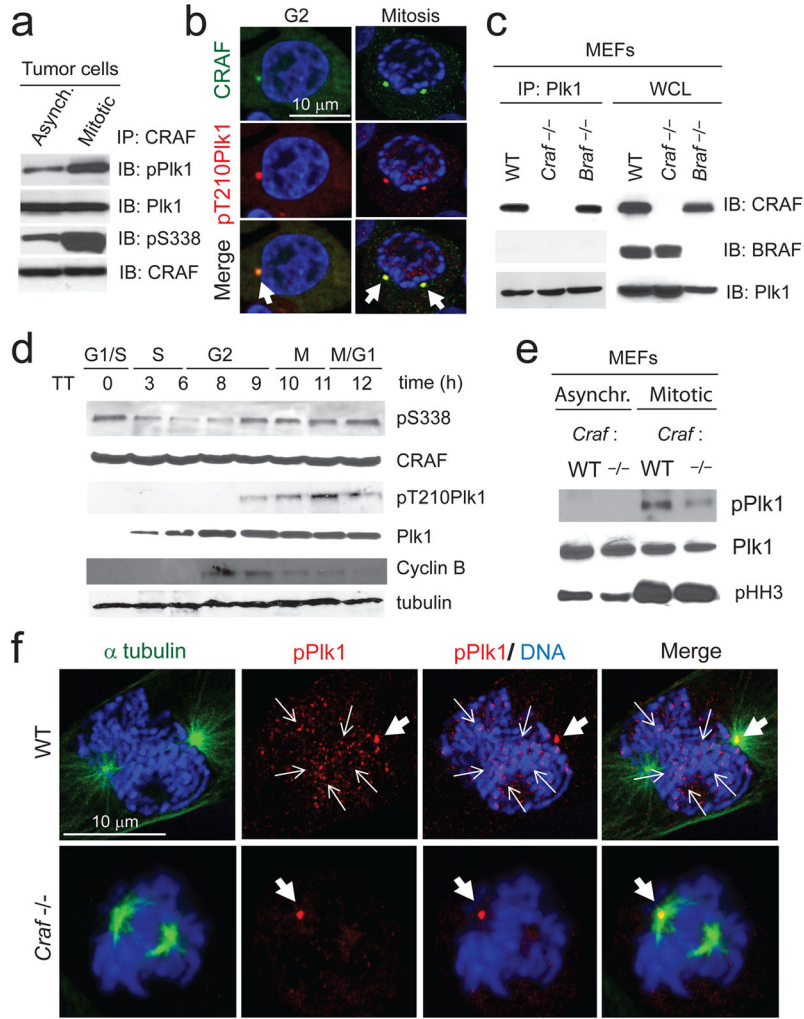 a
Tumor cells
Asynch.
Mitotic
IP: CRAF
IB: pPlk1
IB: Plk1
IB: pS338
IB: CRAF
b
G2
Mitosis
CRAF
10 μm
pT210Plk1
Merge
c
MEFs
IP: Plk1
WCL
WT
Craf -/-
Braf -/-
WT
Craf -/-
Braf -/-
IB: CRAF
IB: BRAF
IB: Plk1
d
G1/S S G2 M M/G1
TT 0 3 6 8 9 10 11 12 time (h)
pS338
CRAF
pT210Plk1
Plk1
Cyclin B
tubulin
e
MEFs
Asynchr. Mitotic
Craf : Craf :
WT -/- WT -/-
pPlk1
Plk1
pHH3
f
α tubulin pPlk1 pPlk1/ DNA Merge
WT
10 μm
Craf -/-